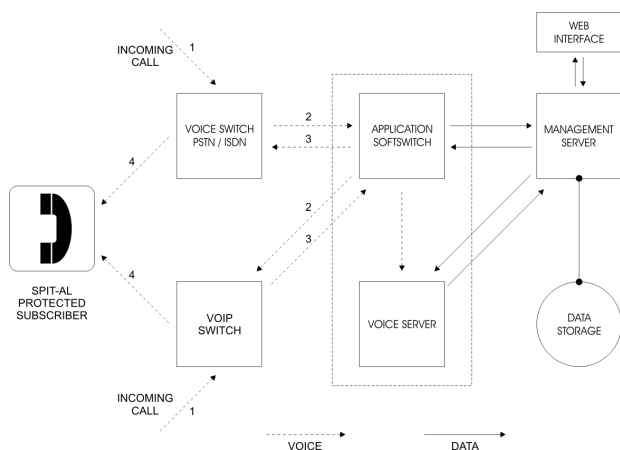 WEB
INTERFACE
INCOMING
CALL
1
VOICE SWITCH
PSTN / ISDN
2
3
APPLICATION
SOFTSWITCH
MANAGEMENT
SERVER
4
2
3
4
SPIT-AL
PROTECTED
SUBSCRIBER
VOIP
SWITCH
VOICE SERVER
DATA
STORAGE
INCOMING
CALL
1
VOICE
DATA